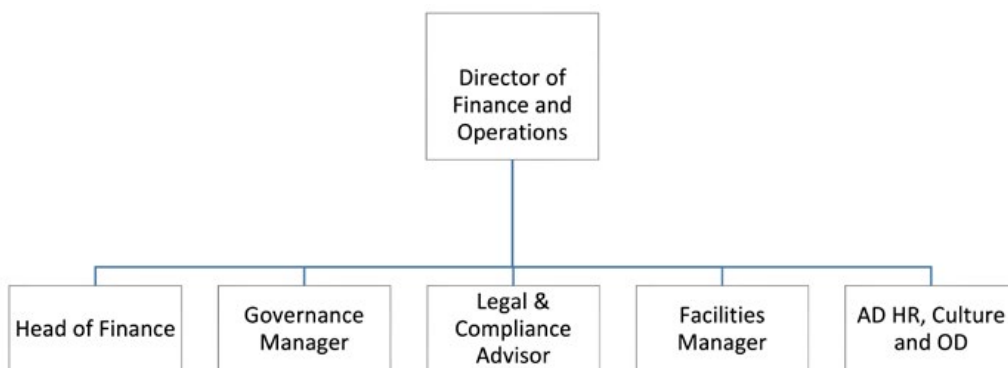 Director of
Finance and
Operations
Head of Finance
Governance
Manager
Legal &
Compliance
Advisor
Facilities
Manager
AD HR, Culture
and OD